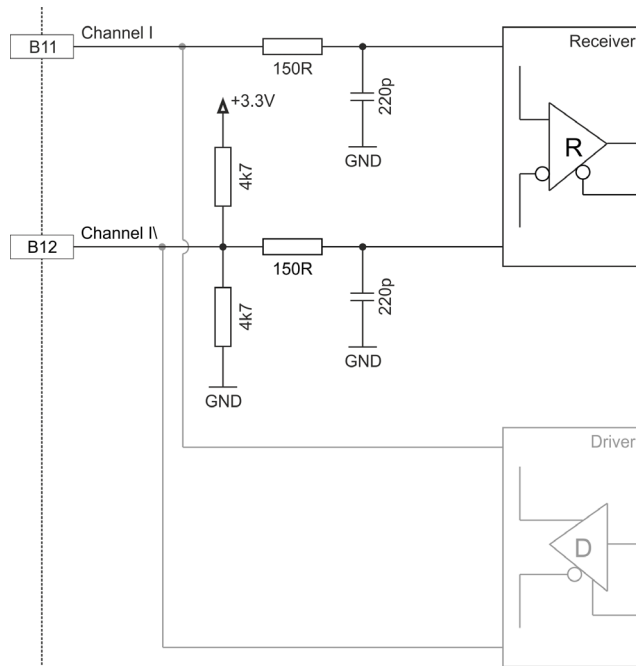 B11
Channel I
150R
220p
GND
Receiver
R
+3.3V
4k7
B12
Channel I\
150R
220p
GND
4k7
GND
Driver
D